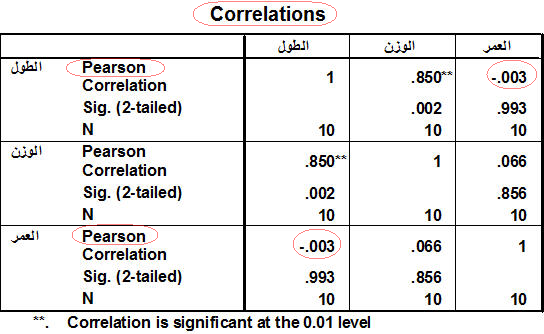 Correlations
الطول الوزن العمر
الطول Pearson Correlation 1 .850** -.003
Sig. (2-tailed) .002 .993
N 10 10 10
الوزن Pearson Correlation .850** 1 .066
Sig. (2-tailed) .002 .856
N 10 10 10
العمر Pearson Correlation -.003 .066 1
Sig. (2-tailed) .993 .856
N 10 10 10
**. Correlation is significant at the 0.01 level